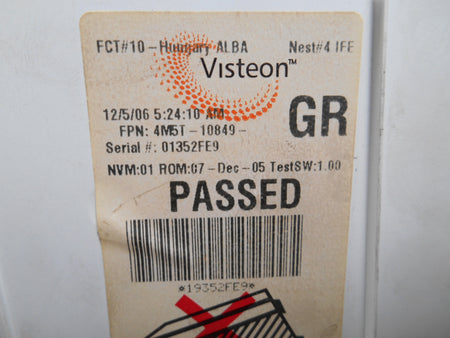 FCT#10 - Hungary ALBA Nest#4 IFE
Visteon™
12/5/06 5:24:10 AM
GR
FPN: 4M5T-10849-
Serial #: 01352FE9
NVM:01 ROM:07-Dec-05 TestSW:1.00
PASSED
*19352FE9*